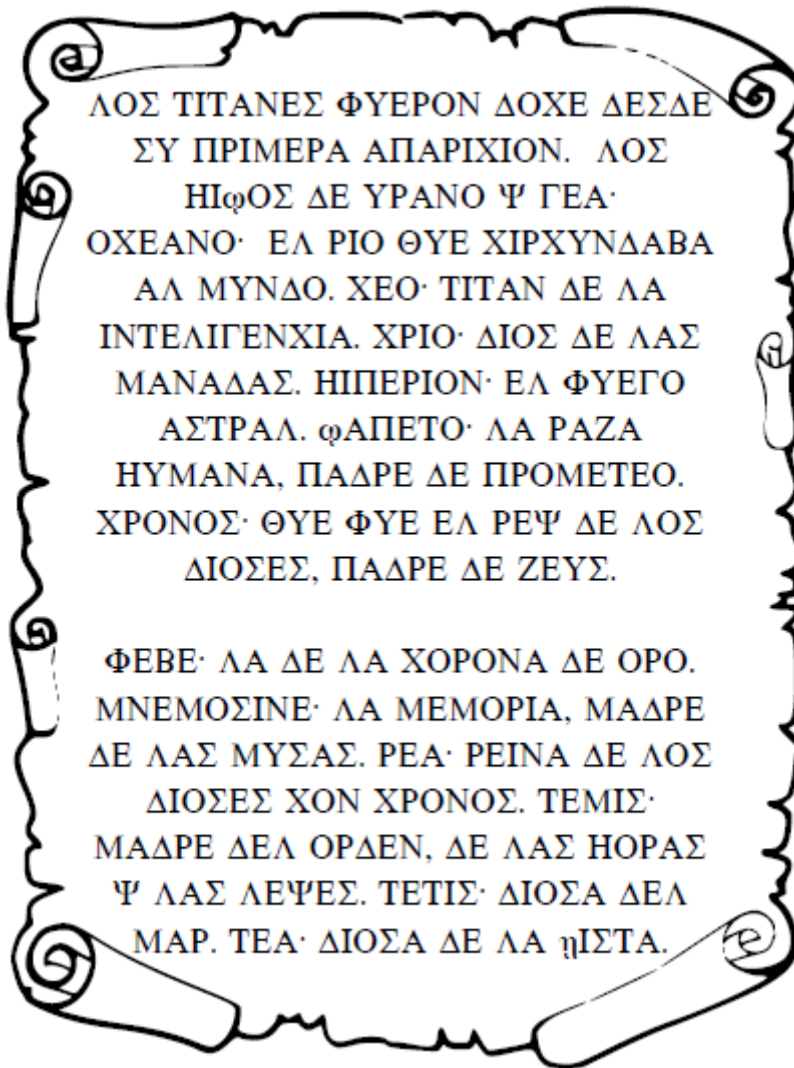 ΛΟΣ ΤΙΤΑΝΕΣ ΦΥΕΡΟΝ ΔΟΧΕ ΔΕΣΔΕ
ΣΥ ΠΡΙΜΕΡΑ ΑΠΑΡΙΧΙΟΝ. ΛΟΣ
ΗΙφΟΣ ΔΕ ΥΡΑΝΟ Ψ ΓΕΑ·
ΟΧΕΑΝΟ· ΕΛ ΡΙΟ ΘΥΕ ΧΙΡΧΥΝΔΑΒΑ
ΑΛ ΜΥΝΔΟ. ΧΕΟ· ΤΙΤΑΝ ΔΕ ΛΑ
ΙΝΤΕΛΙΓΕΝΧΙΑ. ΧΡΙΟ· ΔΙΟΣ ΔΕ ΛΑΣ
ΜΑΝΑΔΑΣ. ΗΙΠΕΡΙΟΝ· ΕΛ ΦΥΕΓΟ
ΑΣΤΡΑΛ. φΑΠΕΤΟ· ΛΑ ΡΑΖΑ
ΗΥΜΑΝΑ, ΠΑΔΡΕ ΔΕ ΠΡΟΜΕΤΕΟ.
ΧΡΟΝΟΣ· ΘΥΕ ΦΥΕ ΕΛ ΡΕΨ ΔΕ ΛΟΣ
ΔΙΟΣΕΣ, ΠΑΔΡΕ ΔΕ ΖΕΥΣ.
ΦΕΒΕ· ΛΑ ΔΕ ΛΑ ΧΟΡΟΝΑ ΔΕ ΟΡΟ.
ΜΝΕΜΟΣΙΝΕ· ΛΑ ΜΕΜΟΡΙΑ, ΜΑΔΡΕ
ΔΕ ΛΑΣ ΜΥΣΑΣ. ΡΕΑ· ΡΕΙΝΑ ΔΕ ΛΟΣ
ΔΙΟΣΕΣ ΧΟΝ ΧΡΟΝΟΣ. ΤΕΜΙΣ·
ΜΑΔΡΕ ΔΕΛ ΟΡΔΕΝ, ΔΕ ΛΑΣ ΗΟΡΑΣ
Ψ ΛΑΣ ΛΕΨΕΣ. ΤΕΤΙΣ· ΔΙΟΣΑ ΔΕΛ
ΜΑΡ. ΤΕΑ· ΔΙΟΣΑ ΔΕ ΛΑ ῃΙΣΤΑ.